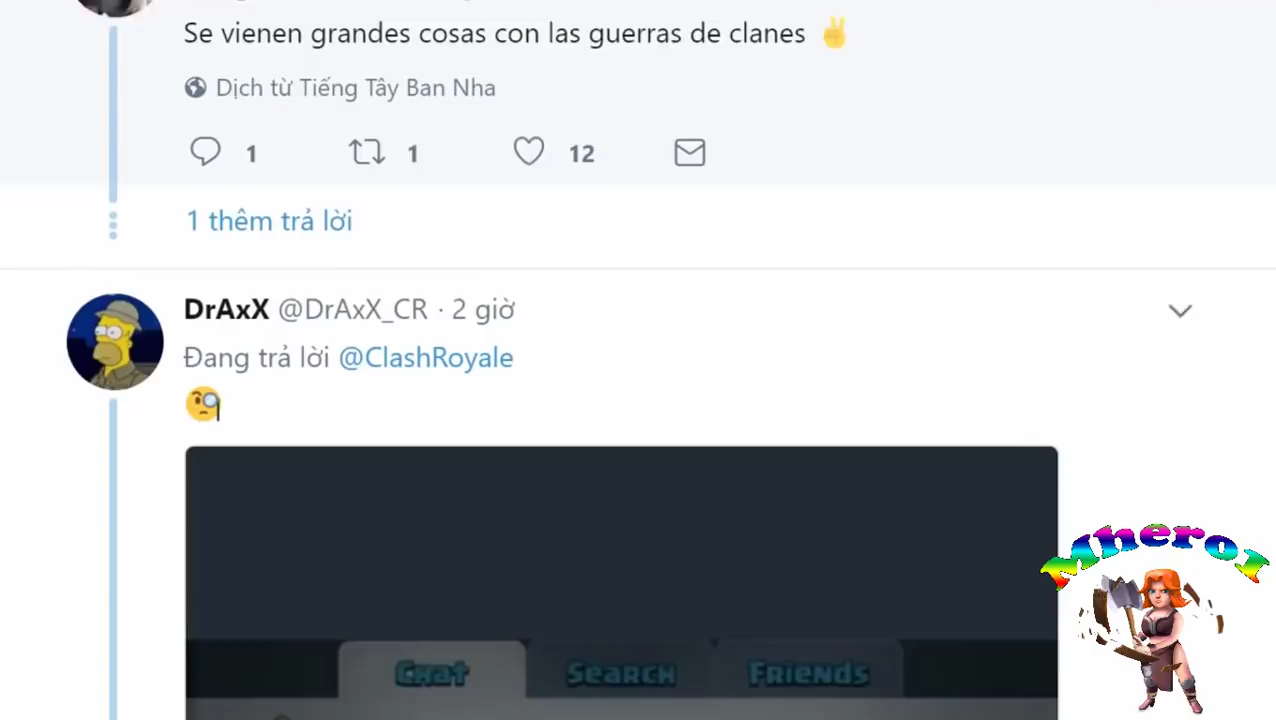 Se vienen grandes cosas con las guerras de clanes ✌
Dịch từ Tiếng Tây Ban Nha
1 1 12
1 thêm trả lời
DrAxX @DrAxX_CR · 2 giờ
Đang trả lời @ClashRoyale
🧐
Chat Search Friends
MheroI